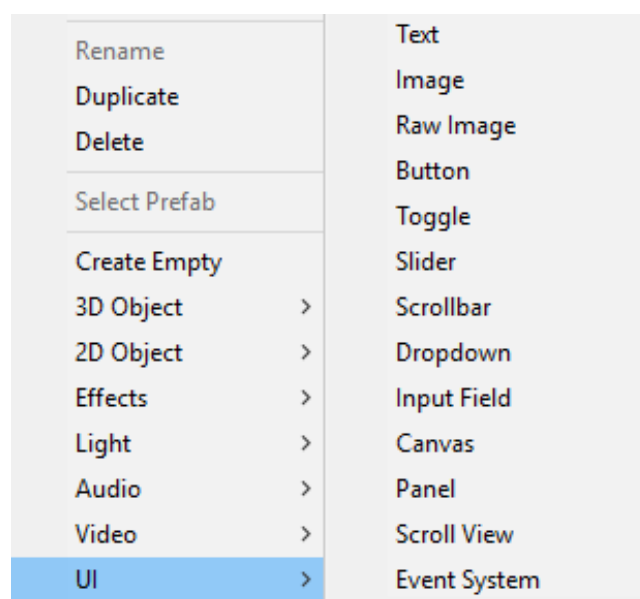 Rename
Duplicate
Delete
Select Prefab
Create Empty
3D Object
2D Object
Effects
Light
Audio
Video
UI
Text
Image
Raw Image
Button
Toggle
Slider
Scrollbar
Dropdown
Input Field
Canvas
Panel
Scroll View
Event System